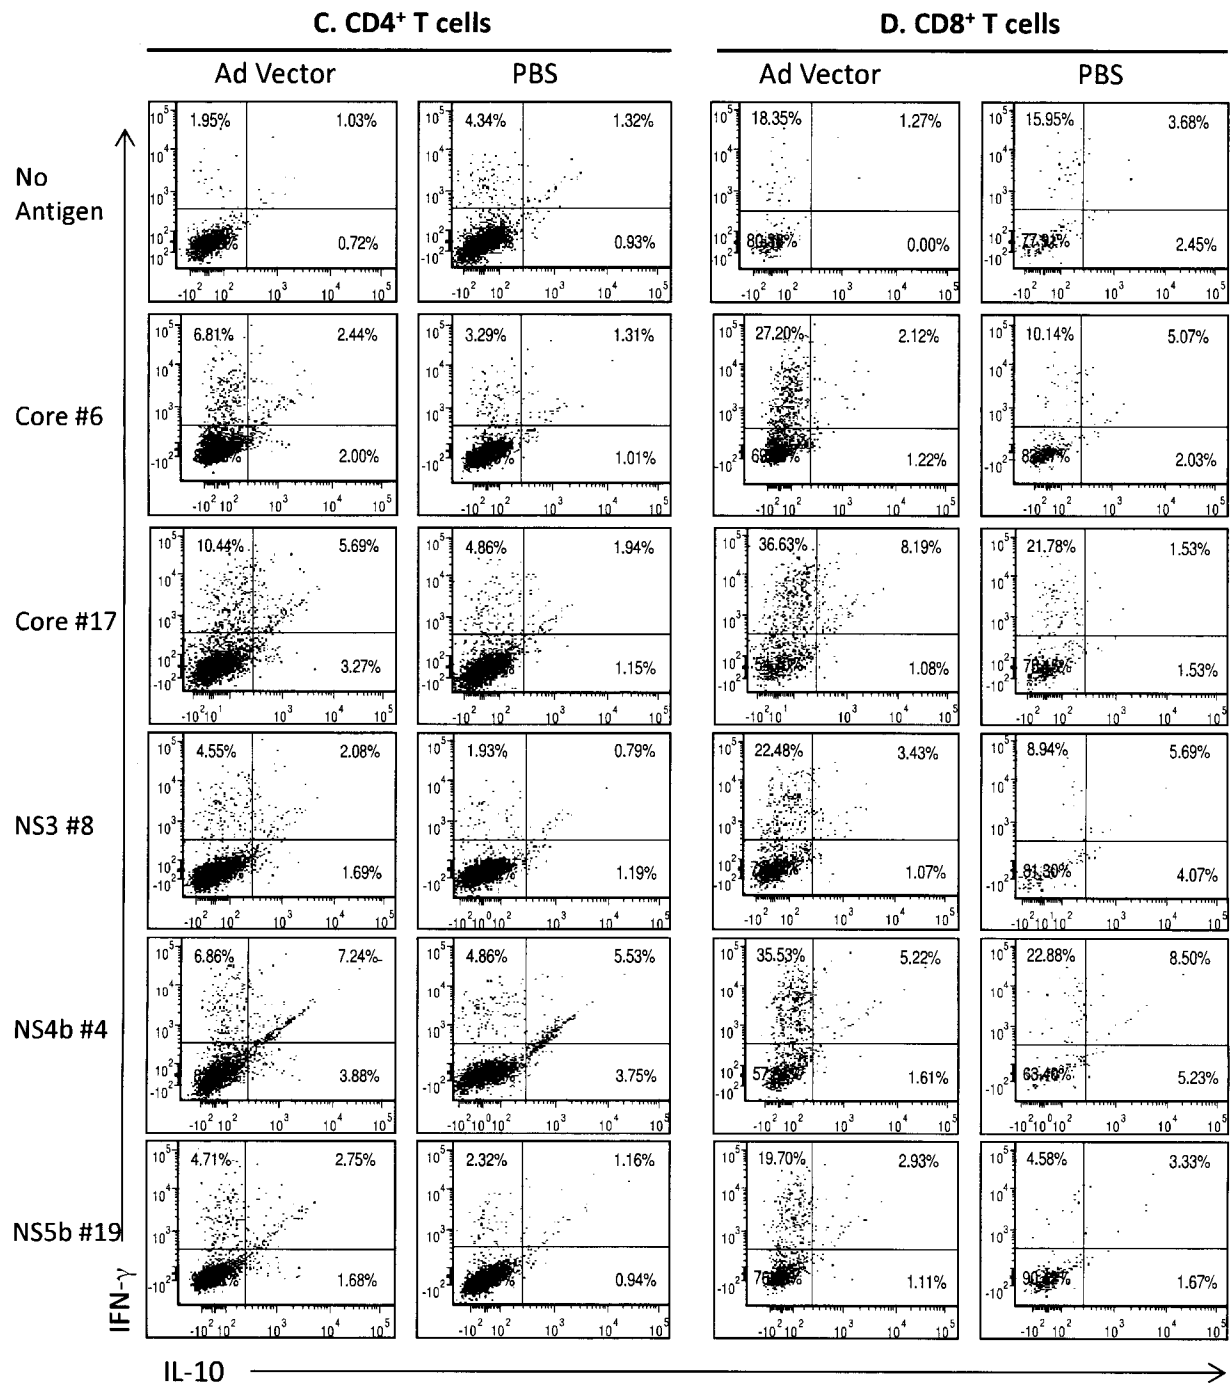 C. CD4⁺ T cells D. CD8⁺ T cells
Ad Vector PBS Ad Vector PBS
No
Antigen
1.95% 1.03% 4.34% 1.32% 18.35% 1.27% 15.95% 3.68%
0.72% 0.93% 0.00% 77.91% 2.45%
Core #6
6.81% 2.44% 3.29% 1.31% 27.20% 2.12% 10.14% 5.07%
2.00% 1.01% 1.22% 2.03%
Core #17
10.44% 5.69% 4.86% 1.94% 36.63% 8.19% 21.78% 1.53%
3.27% 1.15% 1.08% 1.53%
NS3 #8
4.55% 2.08% 1.93% 0.79% 22.48% 3.43% 8.94% 5.69%
1.69% 1.19% 1.07% 81.30% 4.07%
NS4b #4
6.86% 7.24% 4.86% 5.53% 35.53% 5.22% 22.88% 8.50%
3.88% 3.75% 1.61% 63.40% 5.23%
NS5b #19
4.71% 2.75% 2.32% 1.16% 19.70% 2.93% 4.58% 3.33%
1.68% 0.94% 1.11% 1.67%
IFN-γ
IL-10